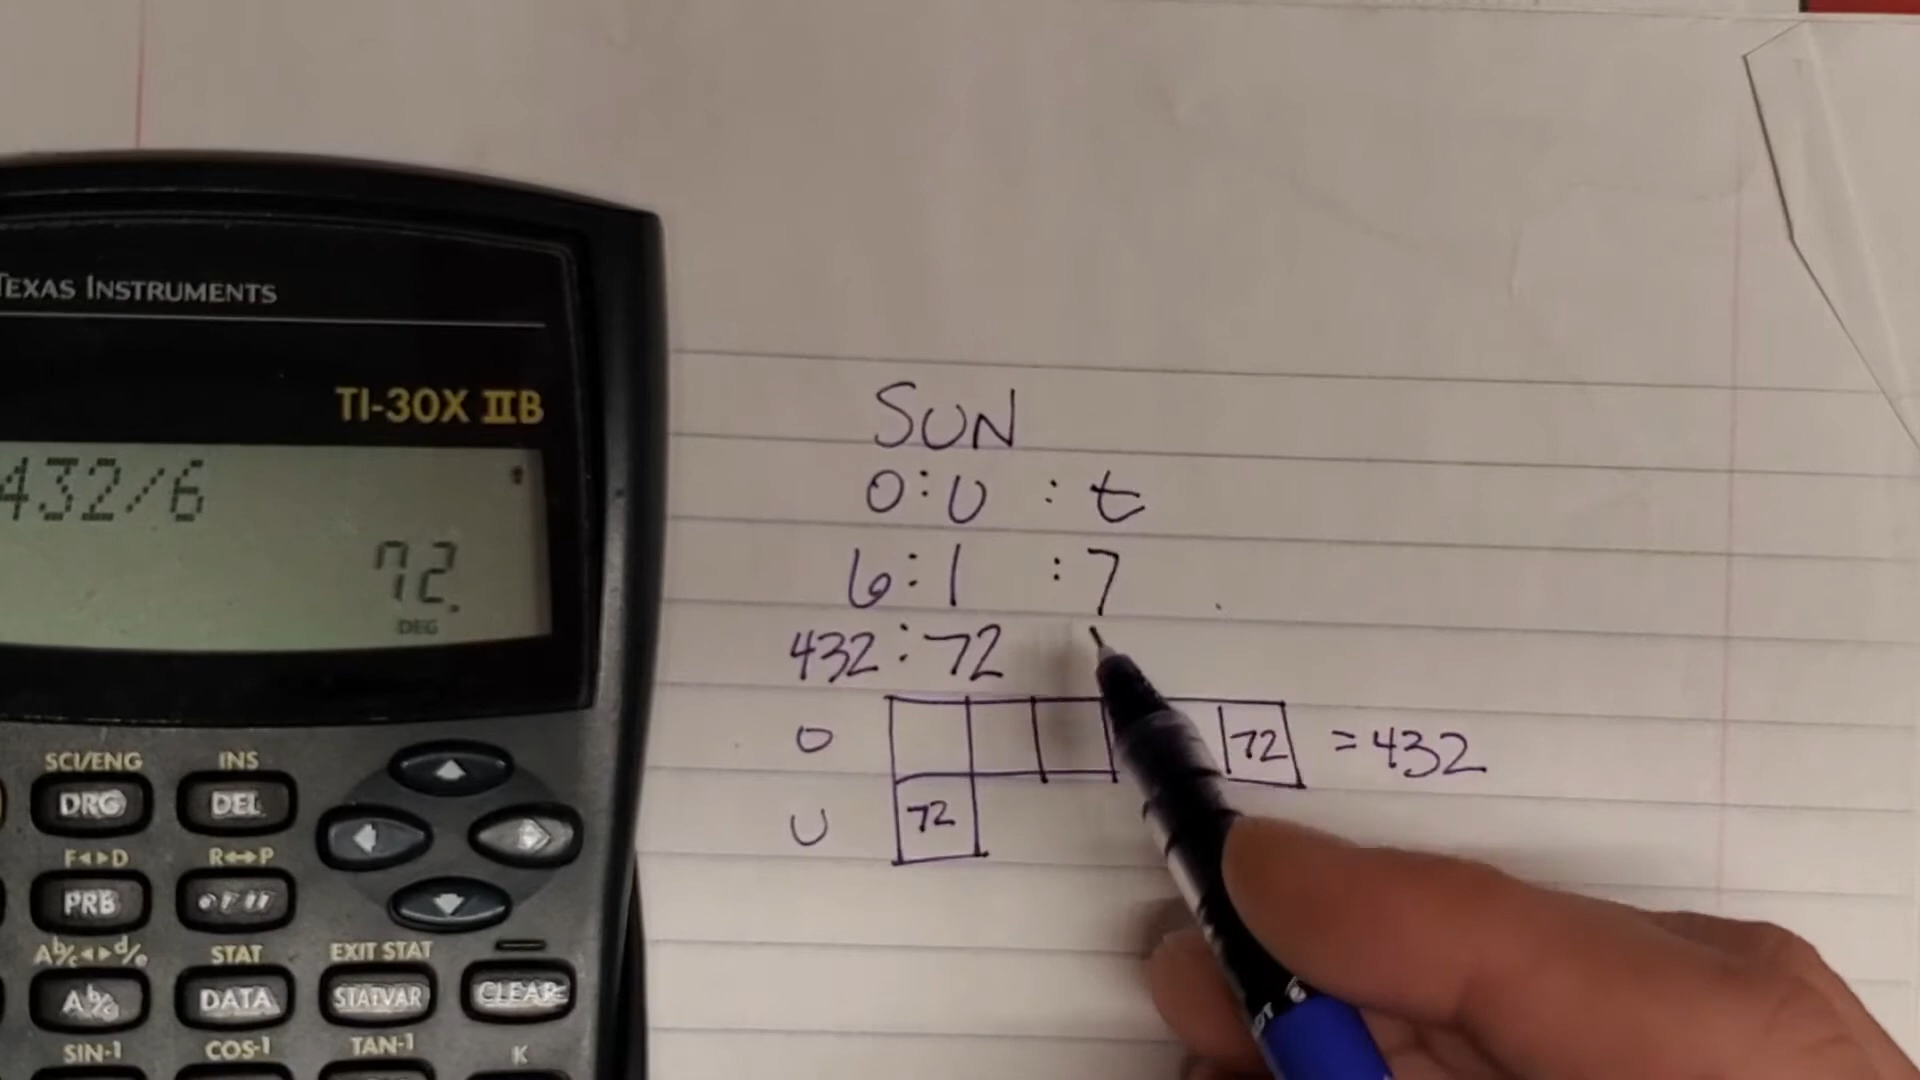 TEXAS INSTRUMENTS
TI-30X IIB
432/6
72.
DEG
SCI/ENG INS
DRG DEL
F◄►D R↔P
PRB
A b/c ◄► d/e STAT EXIT STAT
A b/c DATA STATVAR CLEAR
SIN-1 COS-1 TAN-1 K
SUN
O : U : t
6 : 1 : 7
432 : 72
O 72 = 432
U 72